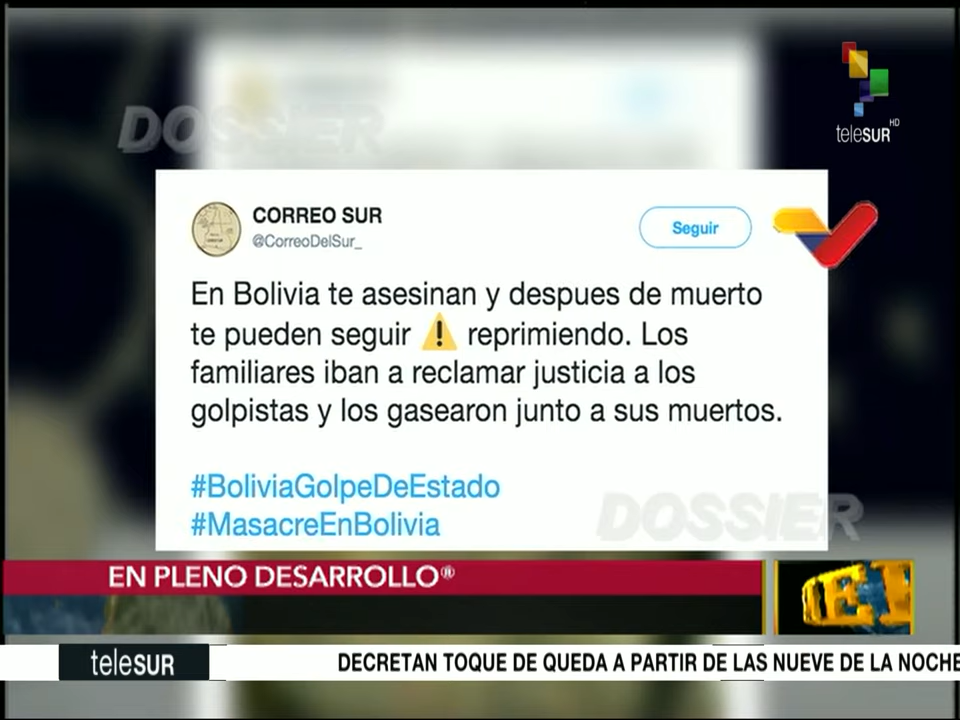 DOSSIER
teleSUR HD
CORREO SUR
@CorreoDelSur_
Seguir
En Bolivia te asesinan y despues de muerto
te pueden seguir ⚠ reprimiendo. Los
familiares iban a reclamar justicia a los
golpistas y los gasearon junto a sus muertos.
#BoliviaGolpeDeEstado
#MasacreEnBolivia
DOSSIER
EN PLENO DESARROLLO®
teleSUR
DECRETAN TOQUE DE QUEDA A PARTIR DE LAS NUEVE DE LA NOCHE